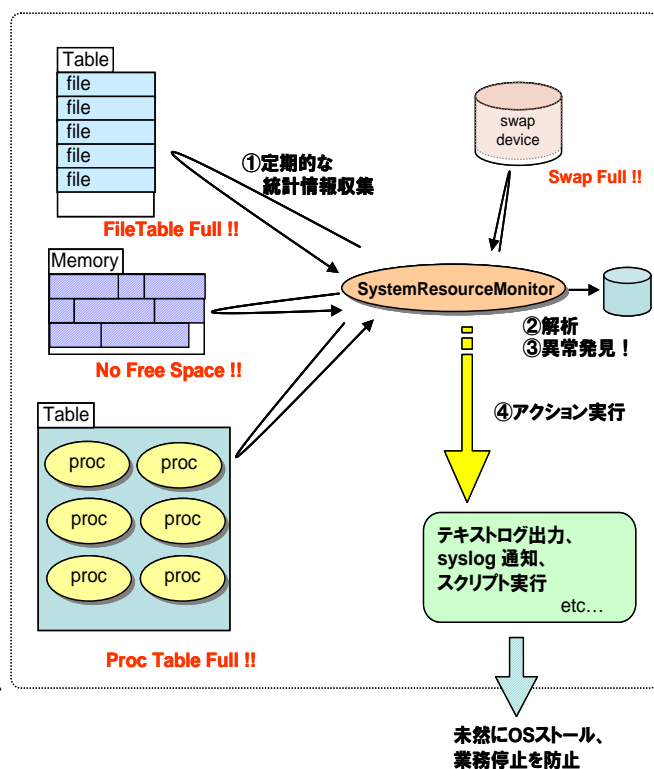 Table
file
file
file
file
file
FileTable Full !!
①定期的な
統計情報収集
swap
device
Swap Full !!
Memory
No Free Space !!
SystemResourceMonitor
②解析
③異常発見！
Table
proc
proc
proc
proc
proc
proc
Proc Table Full !!
④アクション実行
テキストログ出力、
syslog 通知、
スクリプト実行
etc…
未然にOSストール、
業務停止を防止